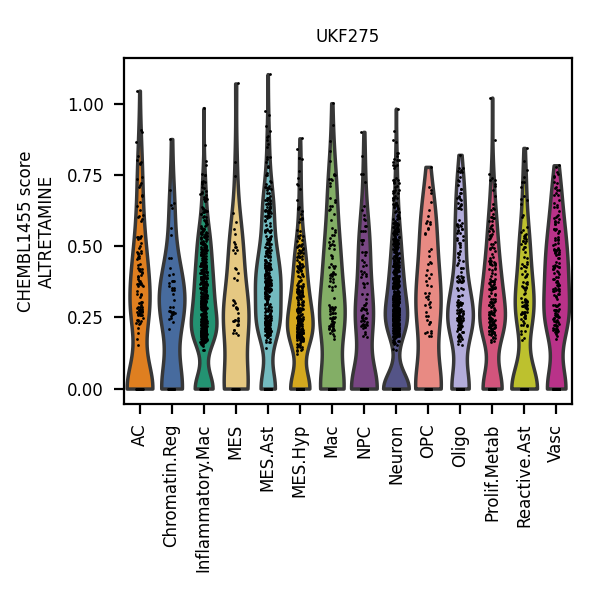 UKF275
CHEMBL1455 score
ALTRETAMINE
1.00
0.75
0.50
0.25
0.00
AC
Chromatin.Reg
Inflammatory.Mac
MES
MES.Ast
MES.Hyp
Mac
NPC
Neuron
OPC
Oligo
Prolif.Metab
Reactive.Ast
Vasc